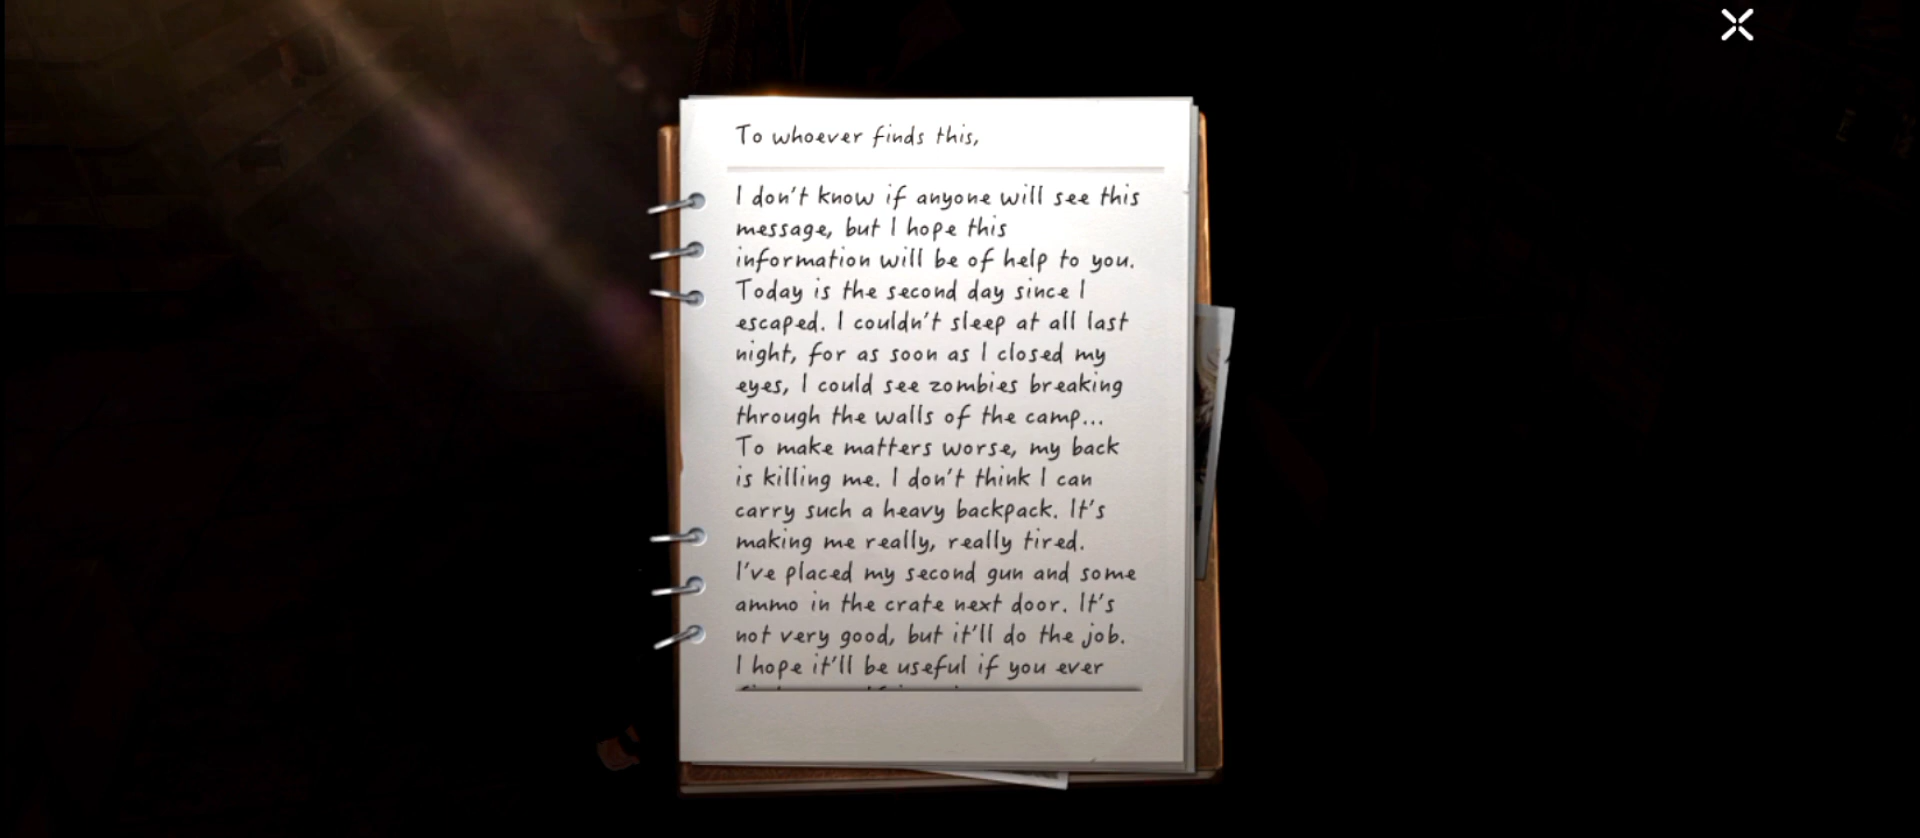 To whoever finds this,
I don't know if anyone will see this
message, but I hope this
information will be of help to you.
Today is the second day since I
escaped. I couldn't sleep at all last
night, for as soon as I closed my
eyes, I could see zombies breaking
through the walls of the camp...
To make matters worse, my back
is killing me. I don't think I can
carry such a heavy backpack. It's
making me really, really tired.
I've placed my second gun and some
ammo in the crate next door. It's
not very good, but it'll do the job.
I hope it'll be useful if you ever